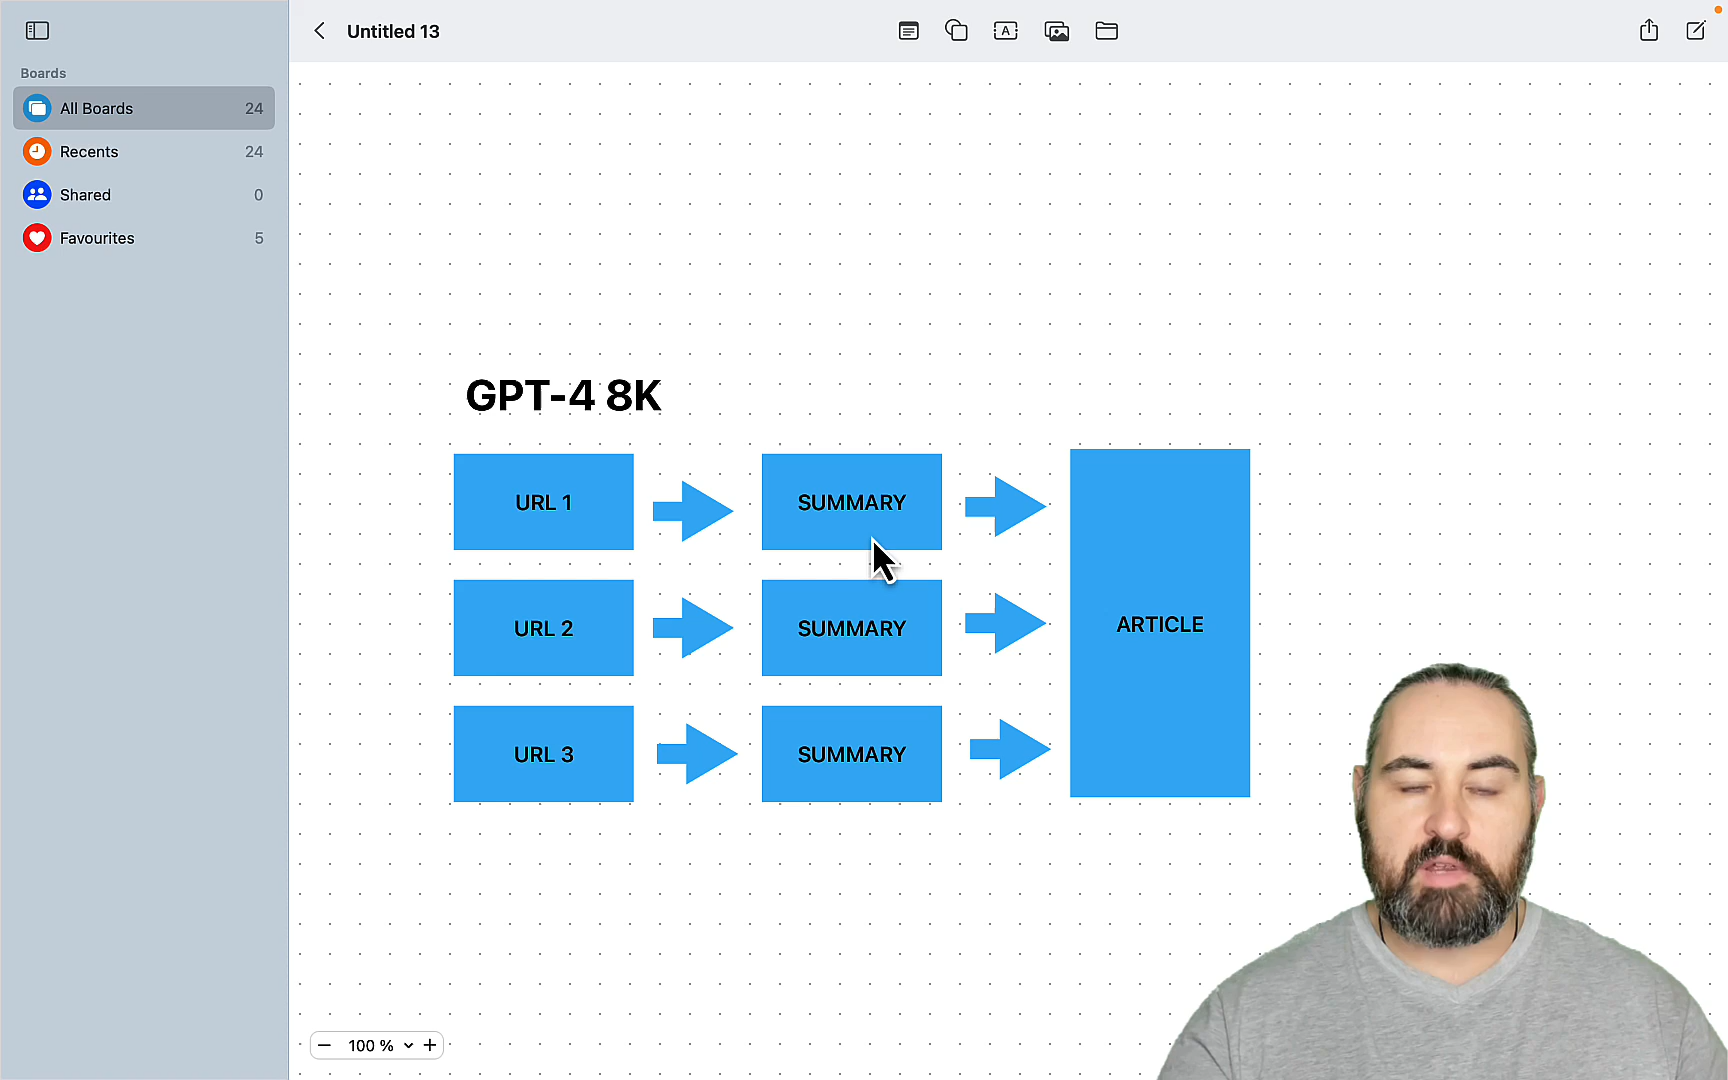 Untitled 13
Boards
All Boards 24
Recents 24
Shared 0
Favourites 5
A
GPT-4 8K
URL 1 SUMMARY
URL 2 SUMMARY
URL 3 SUMMARY
ARTICLE
100 %